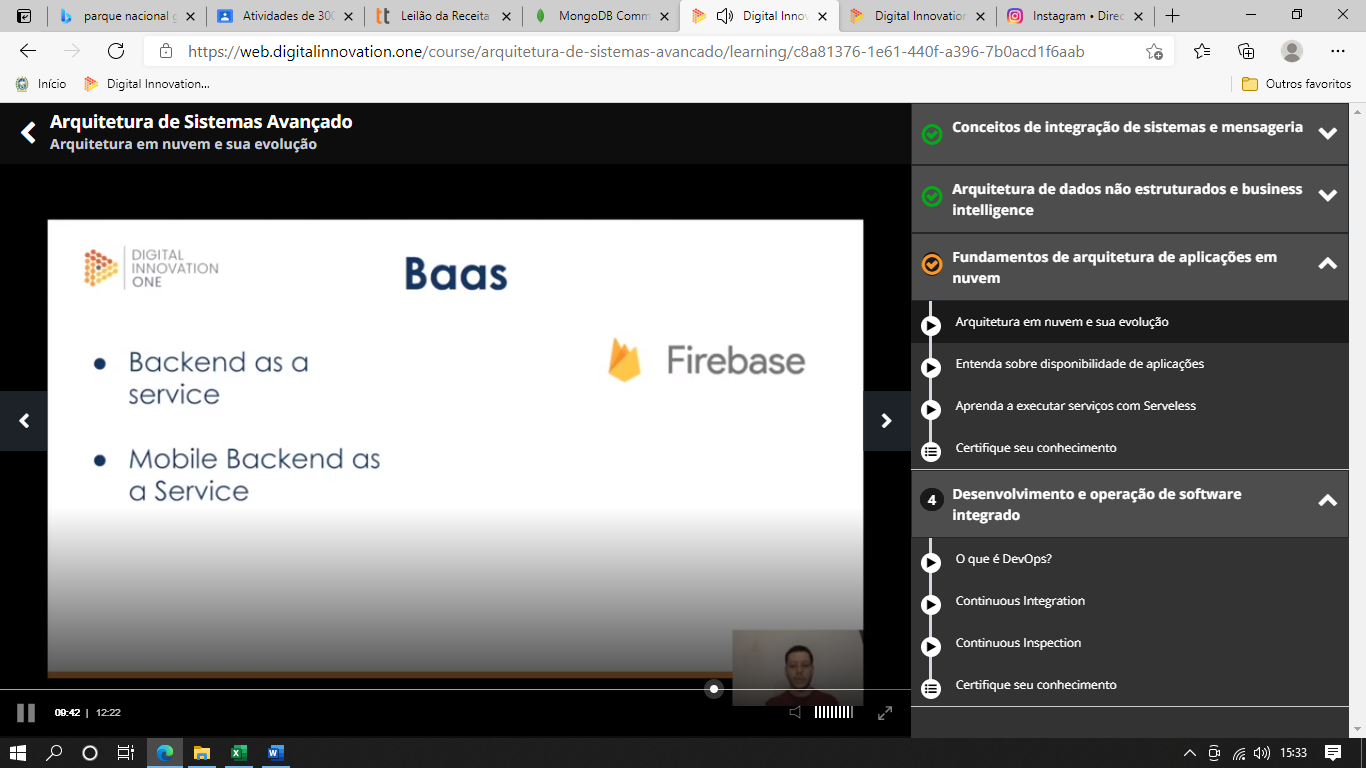 parque nacional g
Atividades de 300
Leilão da Receita
MongoDB Comm
Digital Innov
Digital Innovation
Instagram • Direc
https://web.digitalinnovation.one/course/arquitetura-de-sistemas-avancado/learning/c8a81376-1e61-440f-a396-7b0acd1f6aab
Início
Digital Innovation...
Outros favoritos
Arquitetura de Sistemas Avançado
Arquitetura em nuvem e sua evolução
DIGITAL
INNOVATION
ONE
Baas
● Backend as a
service
● Mobile Backend as
a Service
Firebase
09:42 | 12:22
Conceitos de integração de sistemas e mensageria
Arquitetura de dados não estruturados e business
intelligence
Fundamentos de arquitetura de aplicações em
nuvem
Arquitetura em nuvem e sua evolução
Entenda sobre disponibilidade de aplicações
Aprenda a executar serviços com Serveless
Certifique seu conhecimento
4 Desenvolvimento e operação de software
integrado
O que é DevOps?
Continuous Integration
Continuous Inspection
Certifique seu conhecimento
15:33